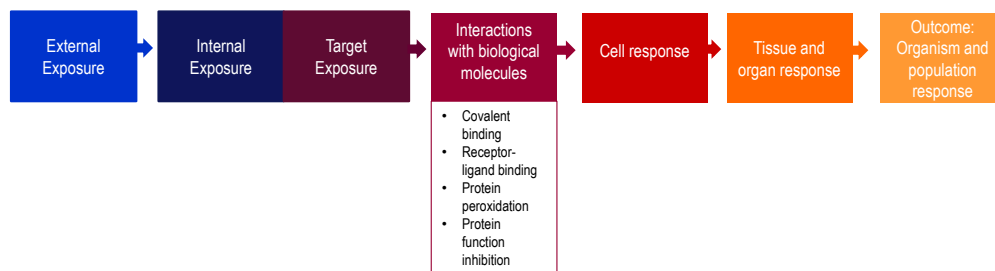 External
Exposure
Internal
Exposure
Target
Exposure
Interactions
with biological
molecules
• Covalent
binding
• Receptor-
ligand binding
• Protein
peroxidation
• Protein
function
inhibition
Cell response
Tissue and
organ response
Outcome:
Organism and
population
response